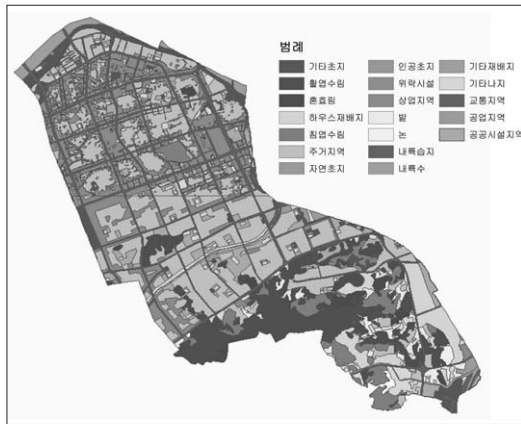 범례
기타초지 인공초지 기타재배지
활엽수림 위락시설 기타나지
혼효림 상업지역 교통지역
하우스재배지 밭 공업지역
침엽수림 논 공공시설지역
주거지역 내륙습지
자연초지 내륙수